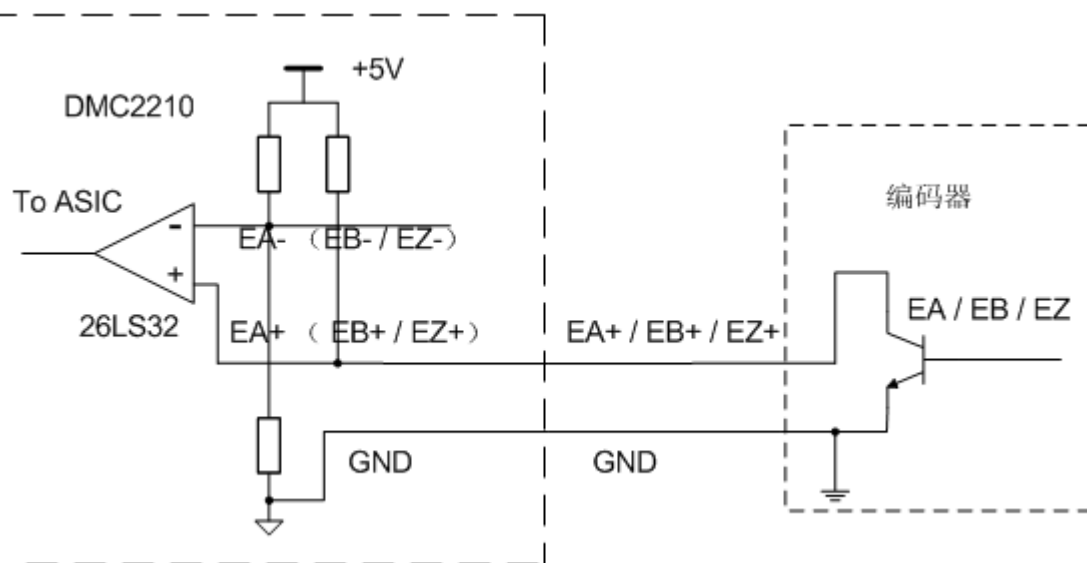 +5V
DMC2210
To ASIC
编码器
-
EA- （EB- / EZ-）
+
26LS32
EA+ （ EB+ / EZ+）
EA+ / EB+ / EZ+
EA / EB / EZ
GND
GND